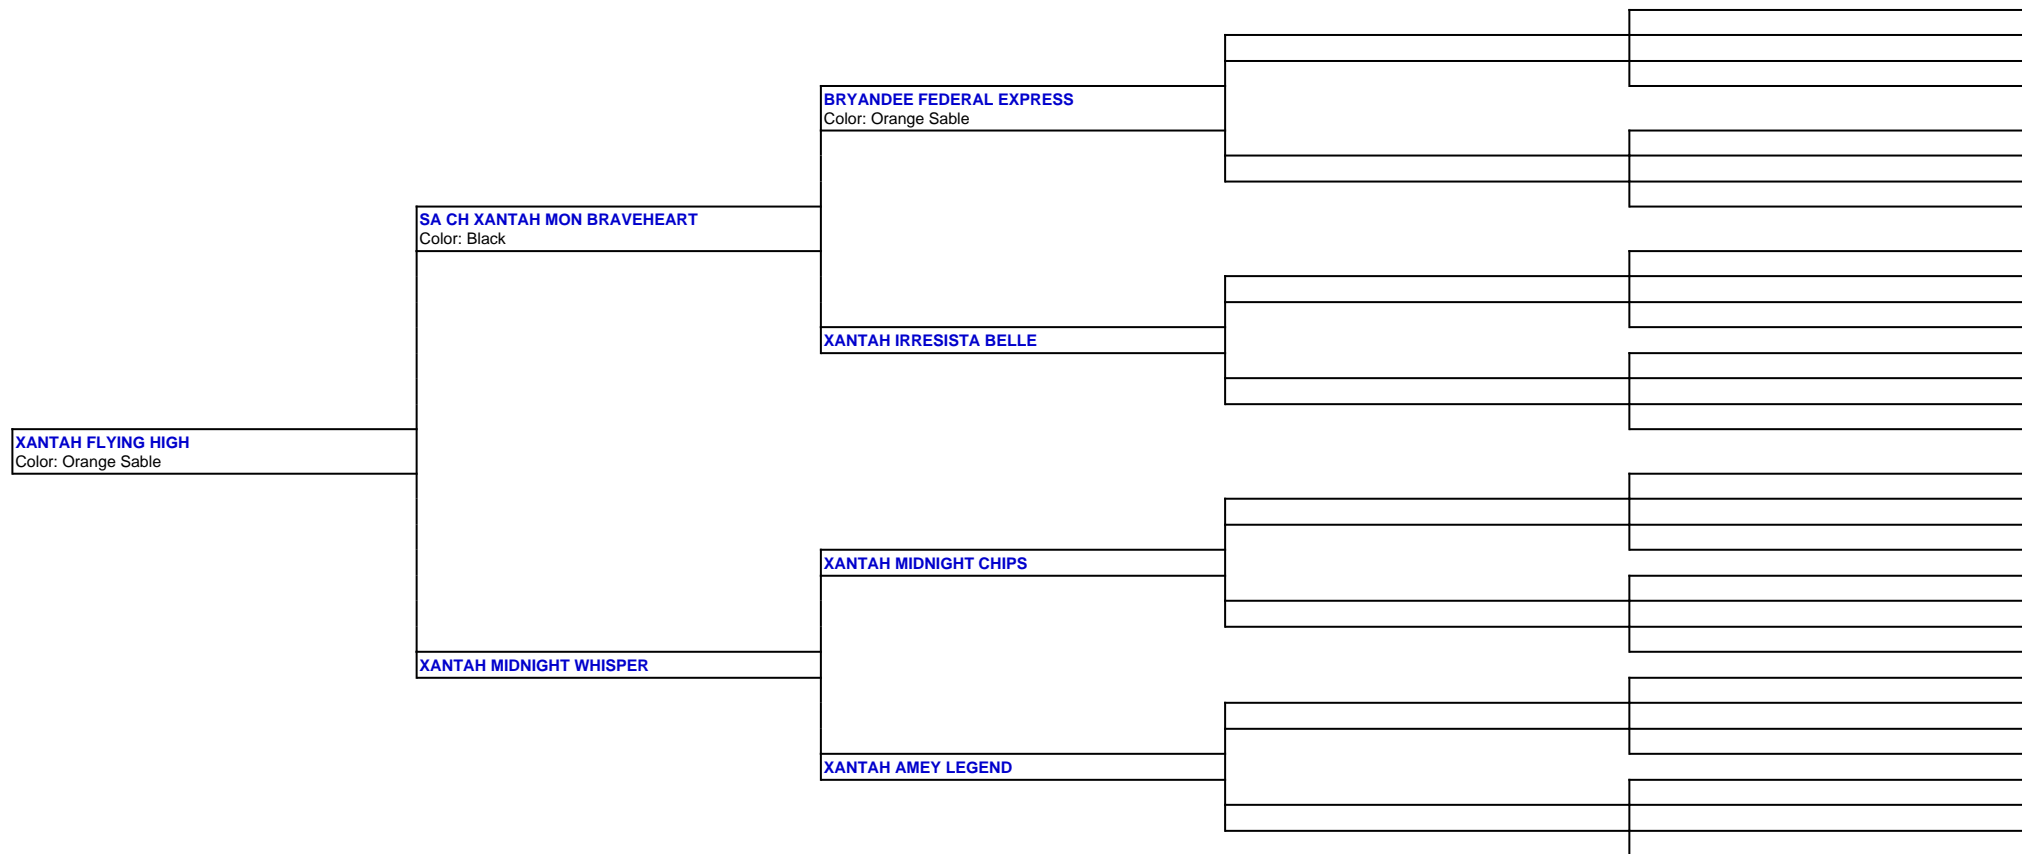 BRYANDEE FEDERAL EXPRESS
Color: Orange Sable
SA CH XANTAH MON BRAVEHEART
Color: Black
XANTAH IRRESISTA BELLE
XANTAH FLYING HIGH
Color: Orange Sable
XANTAH MIDNIGHT CHIPS
XANTAH MIDNIGHT WHISPER
XANTAH AMEY LEGEND